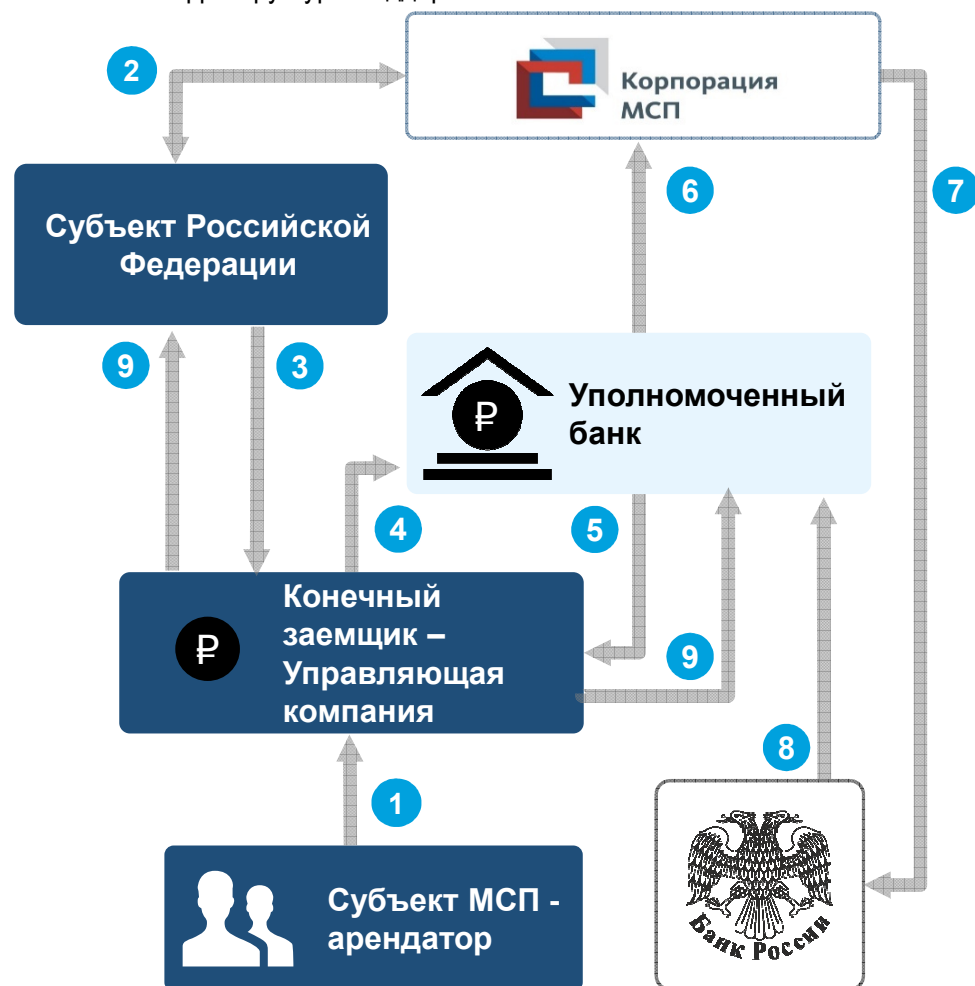 2
Корпорация
МСП
6
7
Субъект Российской
Федерации
9
3
₽
Уполномоченный
банк
4
5
₽
Конечный
заемщик –
Управляющая
компания
9
8
1
Субъект МСП -
арендатор
Банк России